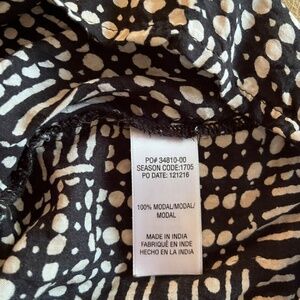 PO# 34810-00
SEASON CODE:1705
PO DATE: 121216
100% MODAL/MODAL/
MODAL
MADE IN INDIA
FABRIQUÉ EN INDE
HECHO EN LA INDIA